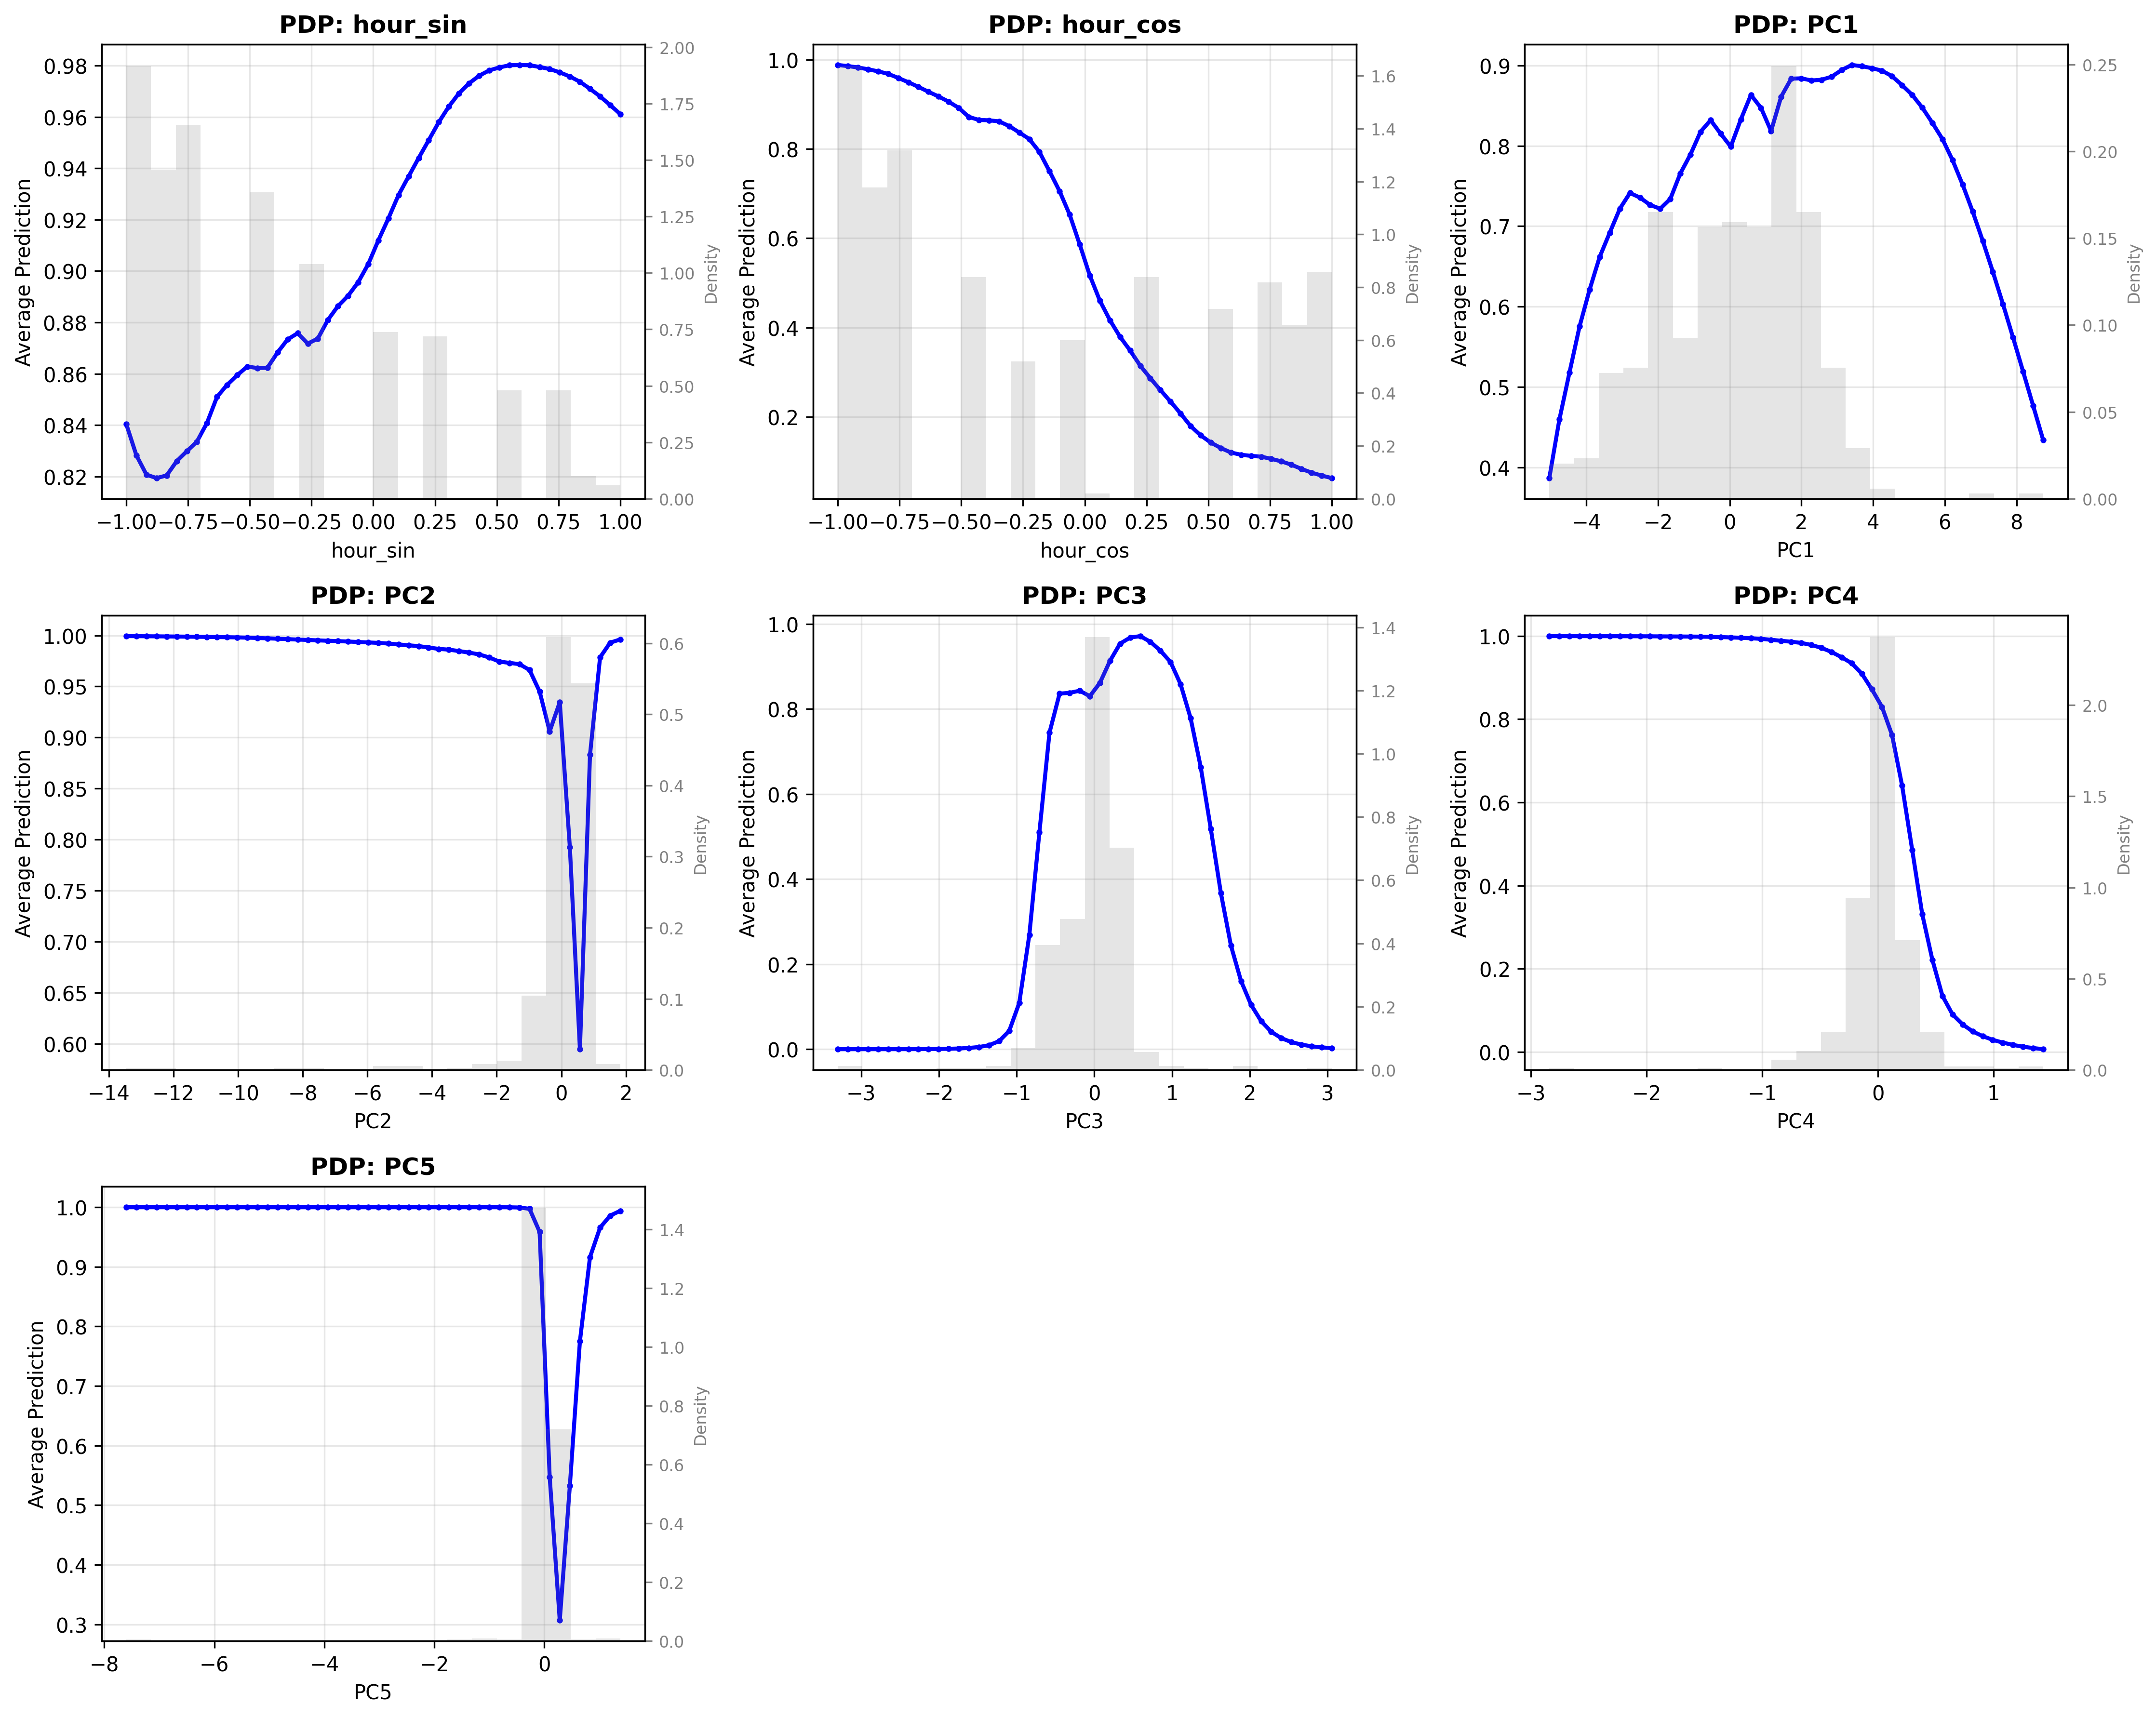 PDP: hour_sin
Average Prediction
0.98
0.96
0.94
0.92
0.90
0.88
0.86
0.84
0.82
2.00
1.75
1.50
1.25
1.00
0.75
0.50
0.25
0.00
Density
−1.00 −0.75 −0.50 −0.25 0.00 0.25 0.50 0.75 1.00
hour_sin
PDP: hour_cos
Average Prediction
1.0
0.8
0.6
0.4
0.2
1.6
1.4
1.2
1.0
0.8
0.6
0.4
0.2
0.0
Density
−1.00 −0.75 −0.50 −0.25 0.00 0.25 0.50 0.75 1.00
hour_cos
PDP: PC1
Average Prediction
0.9
0.8
0.7
0.6
0.5
0.4
0.25
0.20
0.15
0.10
0.05
0.00
Density
−4 −2 0 2 4 6 8
PC1
PDP: PC2
Average Prediction
1.00
0.95
0.90
0.85
0.80
0.75
0.70
0.65
0.60
0.6
0.5
0.4
0.3
0.2
0.1
0.0
Density
−14 −12 −10 −8 −6 −4 −2 0 2
PC2
PDP: PC3
Average Prediction
1.0
0.8
0.6
0.4
0.2
0.0
1.4
1.2
1.0
0.8
0.6
0.4
0.2
0.0
Density
−3 −2 −1 0 1 2 3
PC3
PDP: PC4
Average Prediction
1.0
0.8
0.6
0.4
0.2
0.0
2.0
1.5
1.0
0.5
0.0
Density
−3 −2 −1 0 1
PC4
PDP: PC5
Average Prediction
1.0
0.9
0.8
0.7
0.6
0.5
0.4
0.3
1.4
1.2
1.0
0.8
0.6
0.4
0.2
0.0
Density
−8 −6 −4 −2 0
PC5